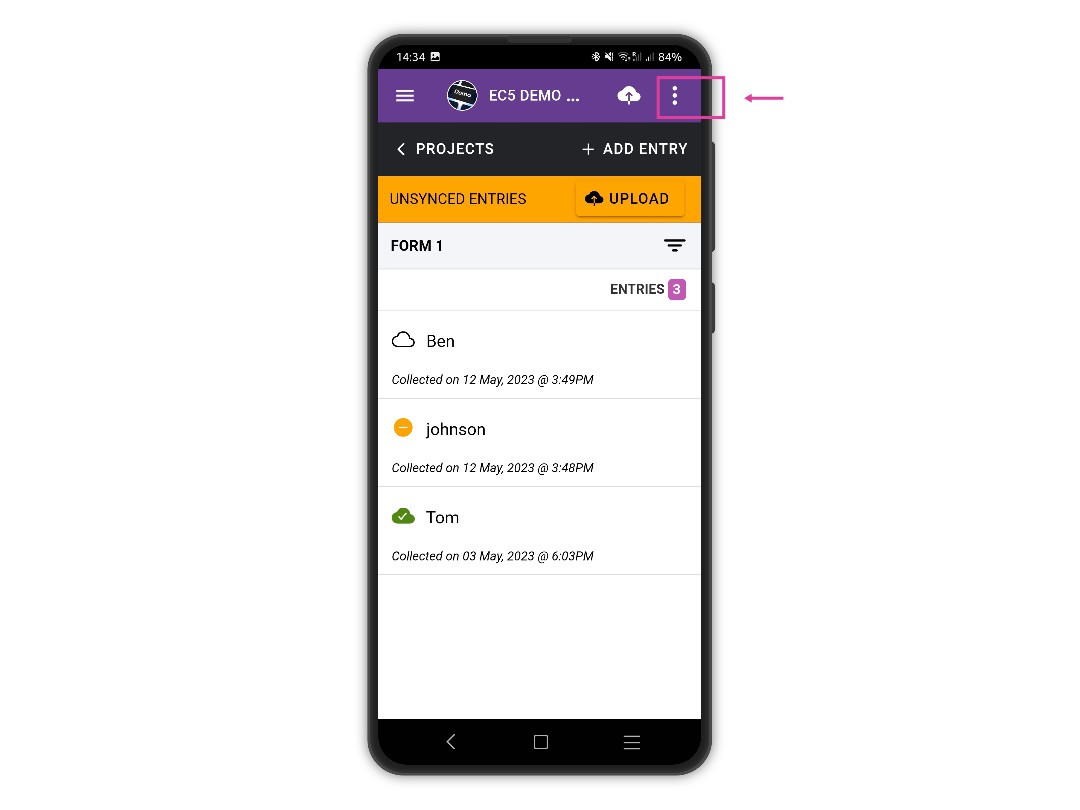 14:34 84%
Demo EC5 DEMO ...
PROJECTS ADD ENTRY
UNSYNCED ENTRIES UPLOAD
FORM 1
ENTRIES 3
Ben
Collected on 12 May, 2023 @ 3:49PM
johnson
Collected on 12 May, 2023 @ 3:48PM
Tom
Collected on 03 May, 2023 @ 6:03PM